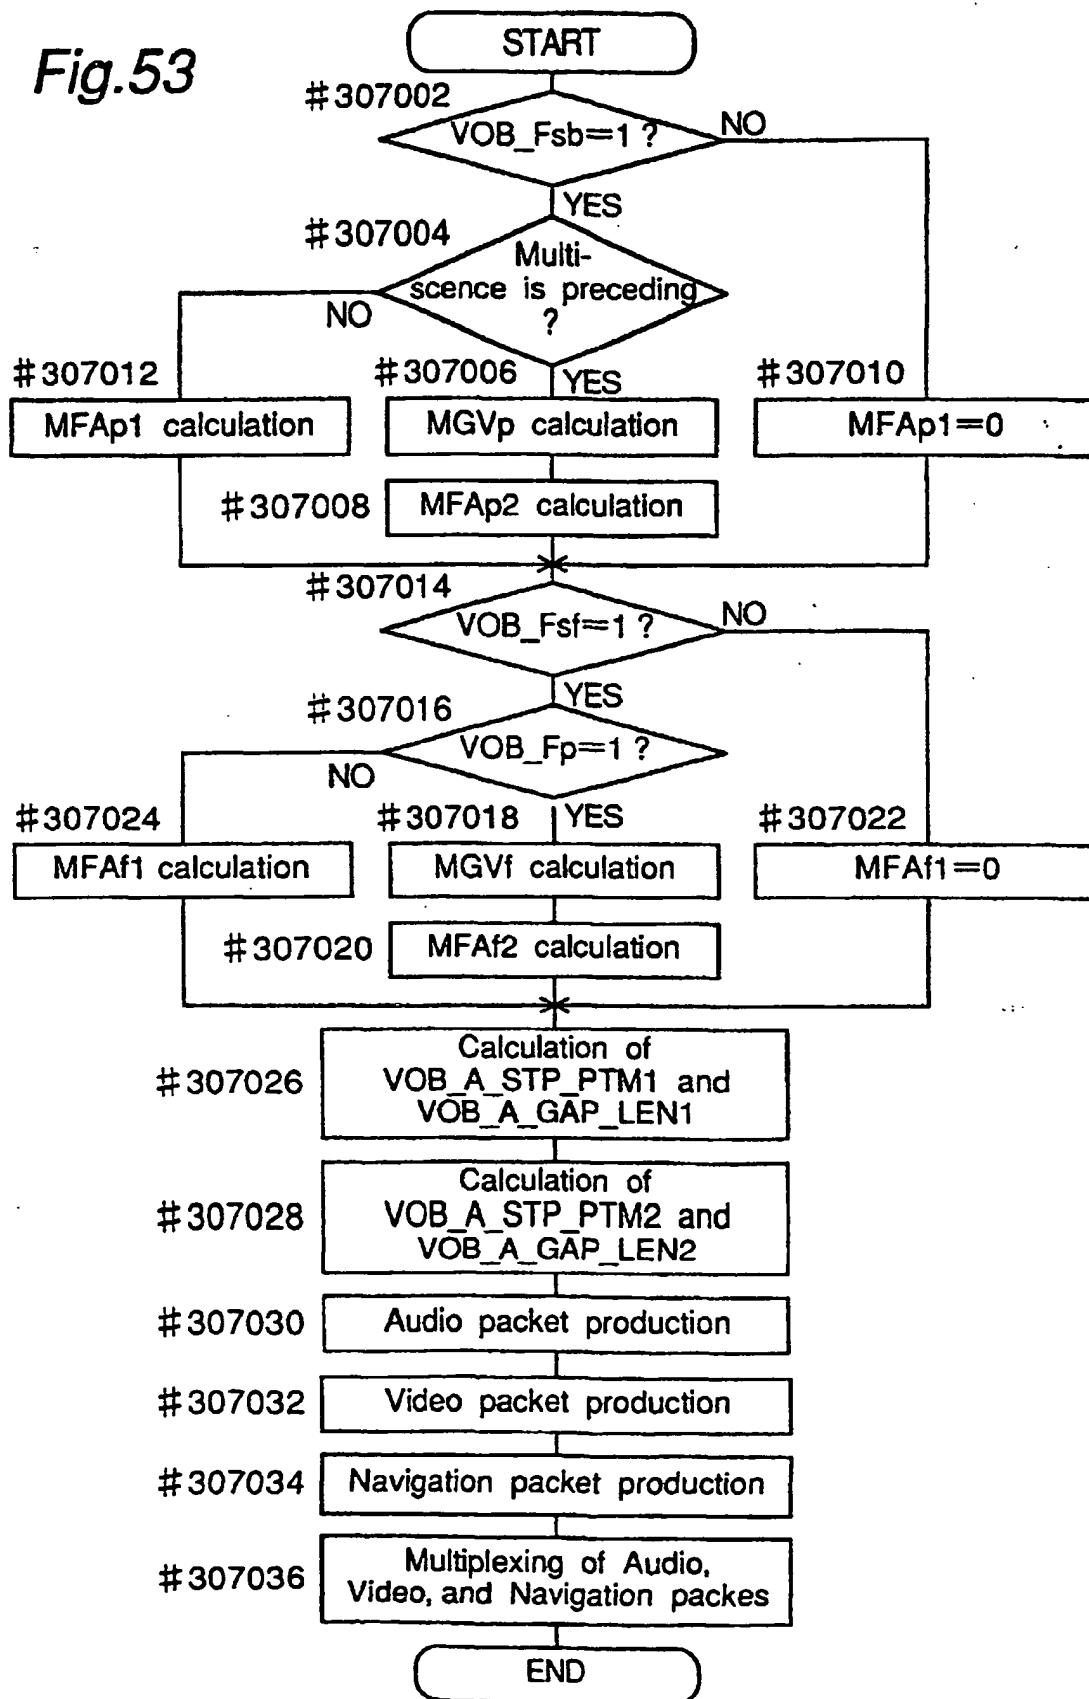 Fig.53
START
#307002
VOB_Fsb=1 ?
NO
YES
#307004
Multi-
scence is preceding
?
NO
YES
#307012
MFAp1 calculation
#307006
MGVp calculation
#307010
MFAp1=0
#307008
MFAp2 calculation
#307014
VOB_Fsf=1 ?
NO
YES
#307016
VOB_Fp=1 ?
NO
YES
#307024
MFAf1 calculation
#307018
MGVf calculation
#307022
MFAf1=0
#307020
MFAf2 calculation
#307026
Calculation of
VOB_A_STP_PTM1 and
VOB_A_GAP_LEN1
#307028
Calculation of
VOB_A_STP_PTM2 and
VOB_A_GAP_LEN2
#307030
Audio packet production
#307032
Video packet production
#307034
Navigation packet production
#307036
Multiplexing of Audio,
Video, and Navigation packes
END